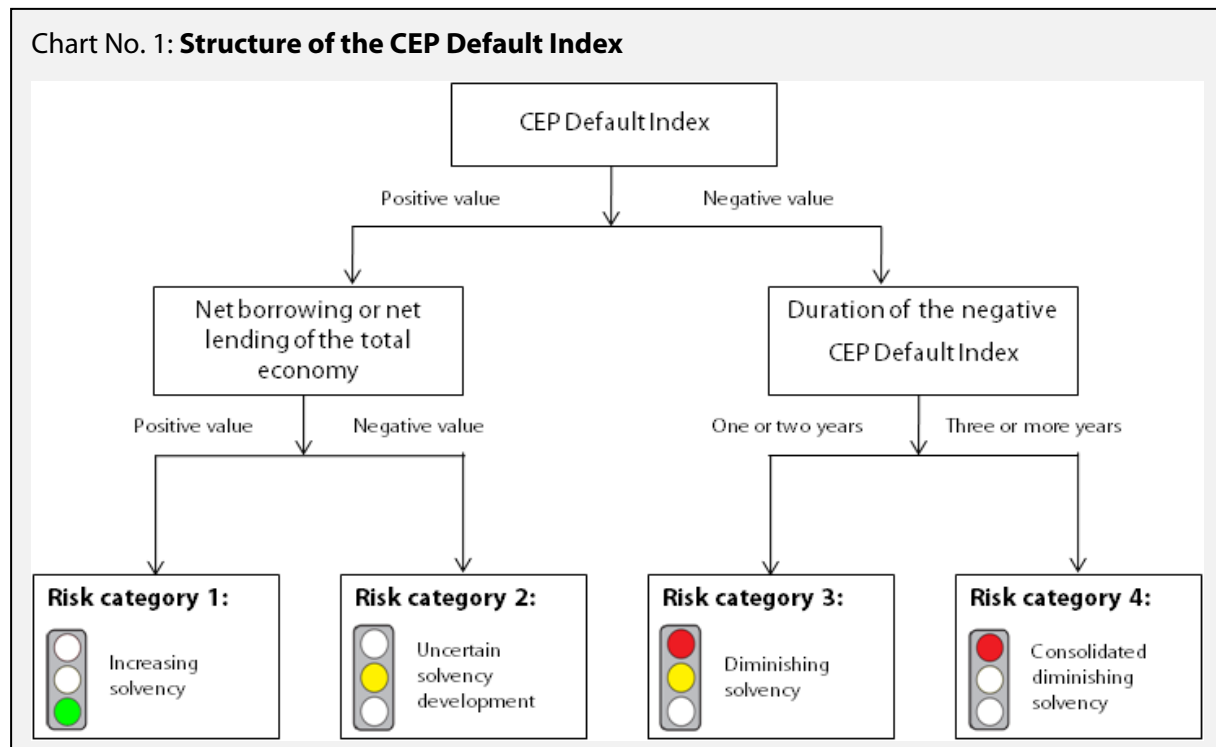 Chart No. 1: Structure of the CEP Default Index
CEP Default Index
Positive value
Negative value
Net borrowing or net
lending of the total
economy
Duration of the negative
CEP Default Index
Positive value
Negative value
One or two years
Three or more years
Risk category 1:
Increasing
solvency
Risk category 2:
Uncertain
solvency
development
Risk category 3:
Diminishing
solvency
Risk category 4:
Consolidated
diminishing
solvency